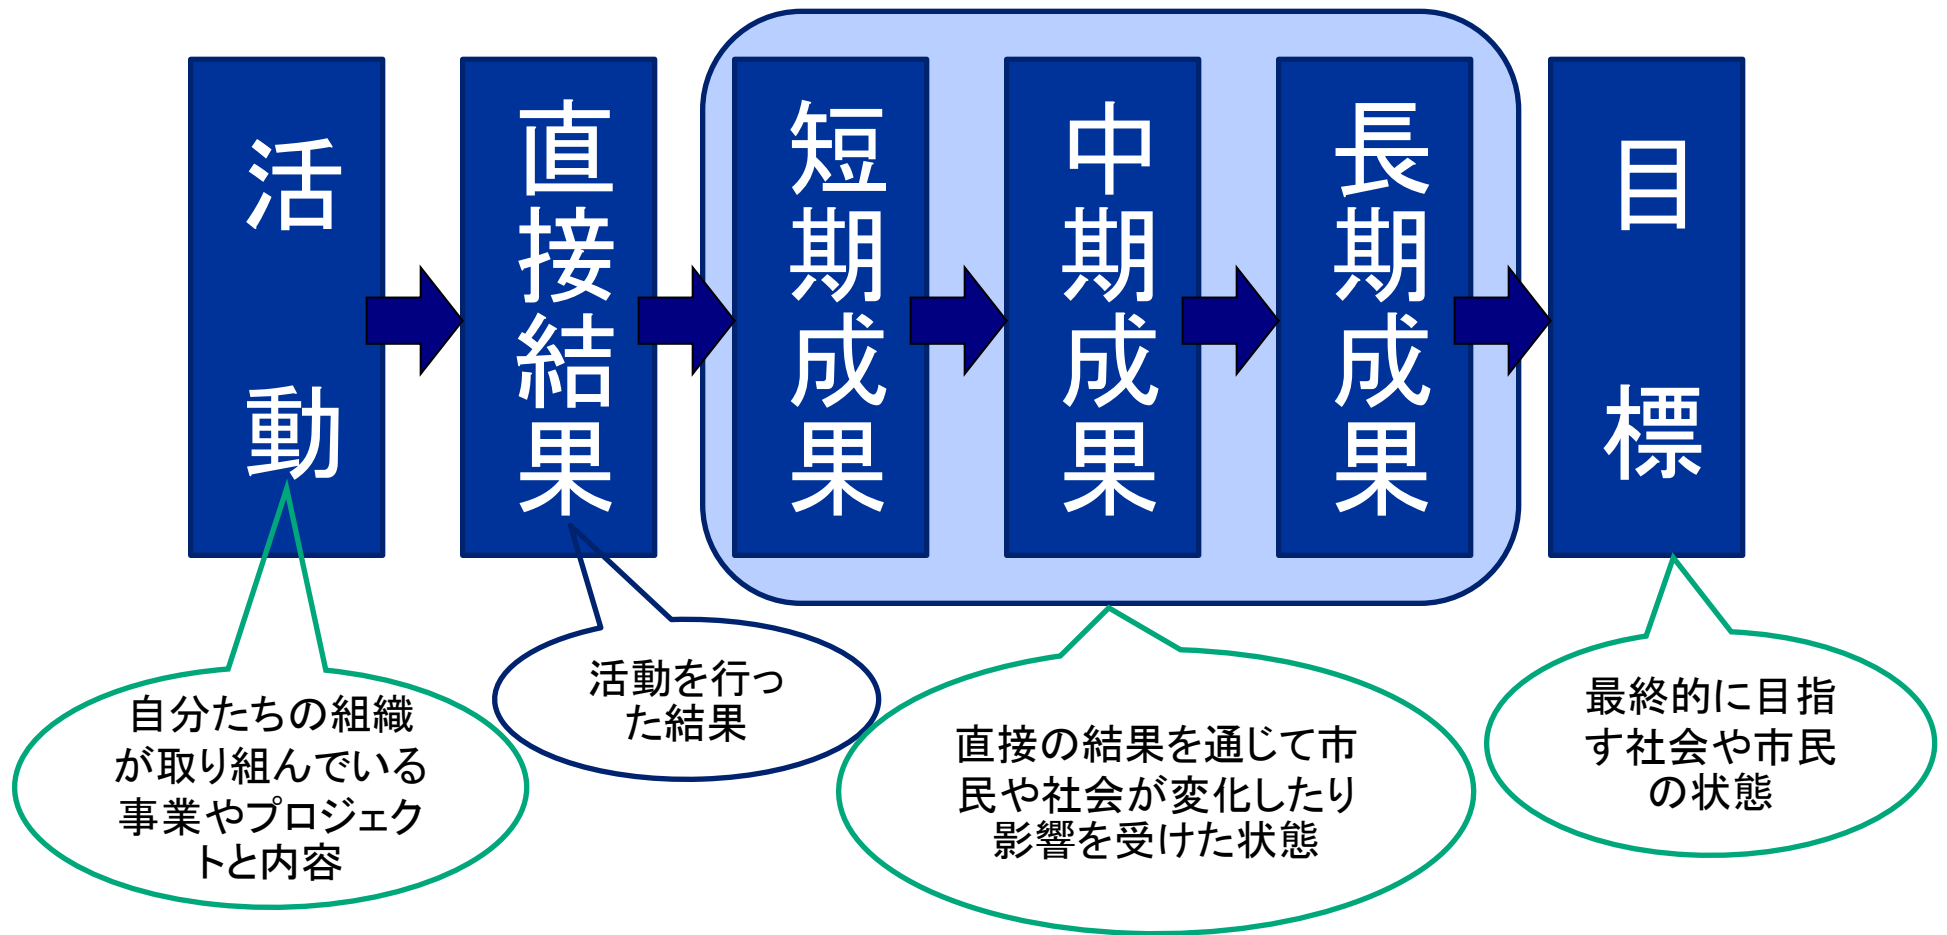 活動
直接結果
短期成果
中期成果
長期成果
目標
自分たちの組織
が取り組んでいる
事業やプロジェク
トと内容
活動を行っ
た結果
直接の結果を通じて市
民や社会が変化したり
影響を受けた状態
最終的に目指
す社会や市民
の状態